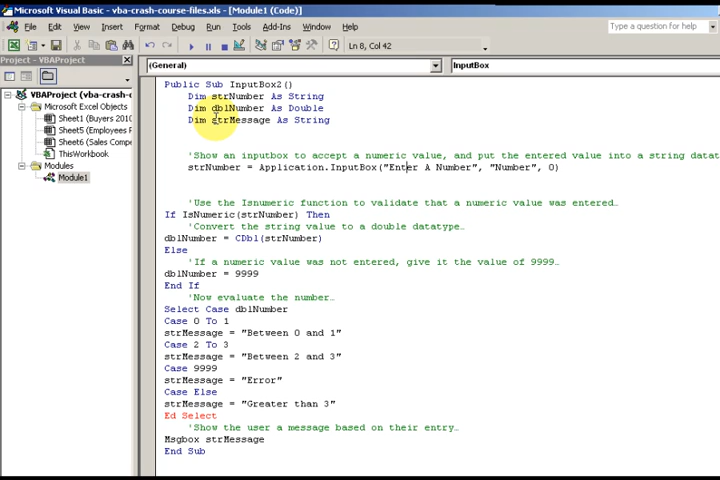 Microsoft Visual Basic - vba-crash-course-files.xls - [Module1 (Code)]
File Edit View Insert Format Debug Run Tools Add-Ins Window Help
Type a question for help
Ln 8, Col 42
Project - VBAProject
(General)
InputBox
VBAProject (vba-cras
Microsoft Excel Objects
Sheet1 (Buyers 2010
Sheet5 (Employees P
Sheet6 (Sales Compe
ThisWorkbook
Modules
Module1
Public Sub InputBox2()
Dim strNumber As String
Dim dblNumber As Double
Dim strMessage As String
'Show an inputbox to accept a numeric value, and put the entered value into a string datat
strNumber = Application.InputBox("Enter A Number", "Number", 0)
'Use the Isnumeric function to validate that a numeric value was entered…
If IsNumeric(strNumber) Then
'Convert the string value to a double datatype…
dblNumber = CDbl(strNumber)
Else
'If a numeric value was not entered, give it the value of 9999…
dblNumber = 9999
End If
'Now evaluate the number…
Select Case dblNumber
Case 0 To 1
strMessage = "Between 0 and 1"
Case 2 To 3
strMessage = "Between 2 and 3"
Case 9999
strMessage = "Error"
Case Else
strMessage = "Greater than 3"
Ed Select
'Show the user a message based on their entry…
Msgbox strMessage
End Sub